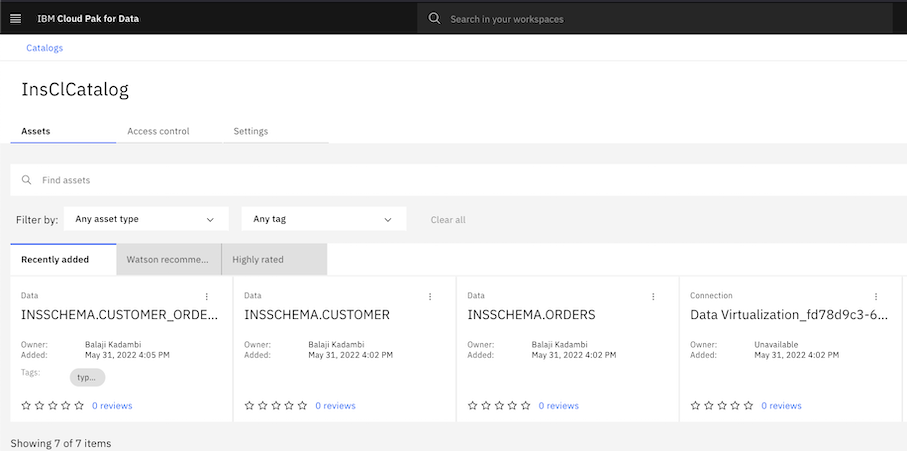 IBM Cloud Pak for Data
Search in your workspaces
Catalogs
InsClCatalog
Assets Access control Settings
Find assets
Filter by: Any asset type Any tag Clear all
Recently added Watson recomme... Highly rated
Data
INSSCHEMA.CUSTOMER_ORDE...
Owner: Balaji Kadambi
Added: May 31, 2022 4:05 PM
Tags: typ...
0 reviews
Data
INSSCHEMA.CUSTOMER
Owner: Balaji Kadambi
Added: May 31, 2022 4:02 PM
0 reviews
Data
INSSCHEMA.ORDERS
Owner: Balaji Kadambi
Added: May 31, 2022 4:02 PM
0 reviews
Connection
Data Virtualization_fd78d9c3-6...
Owner: Unavailable
Added: May 31, 2022 4:02 PM
0 reviews
Showing 7 of 7 items